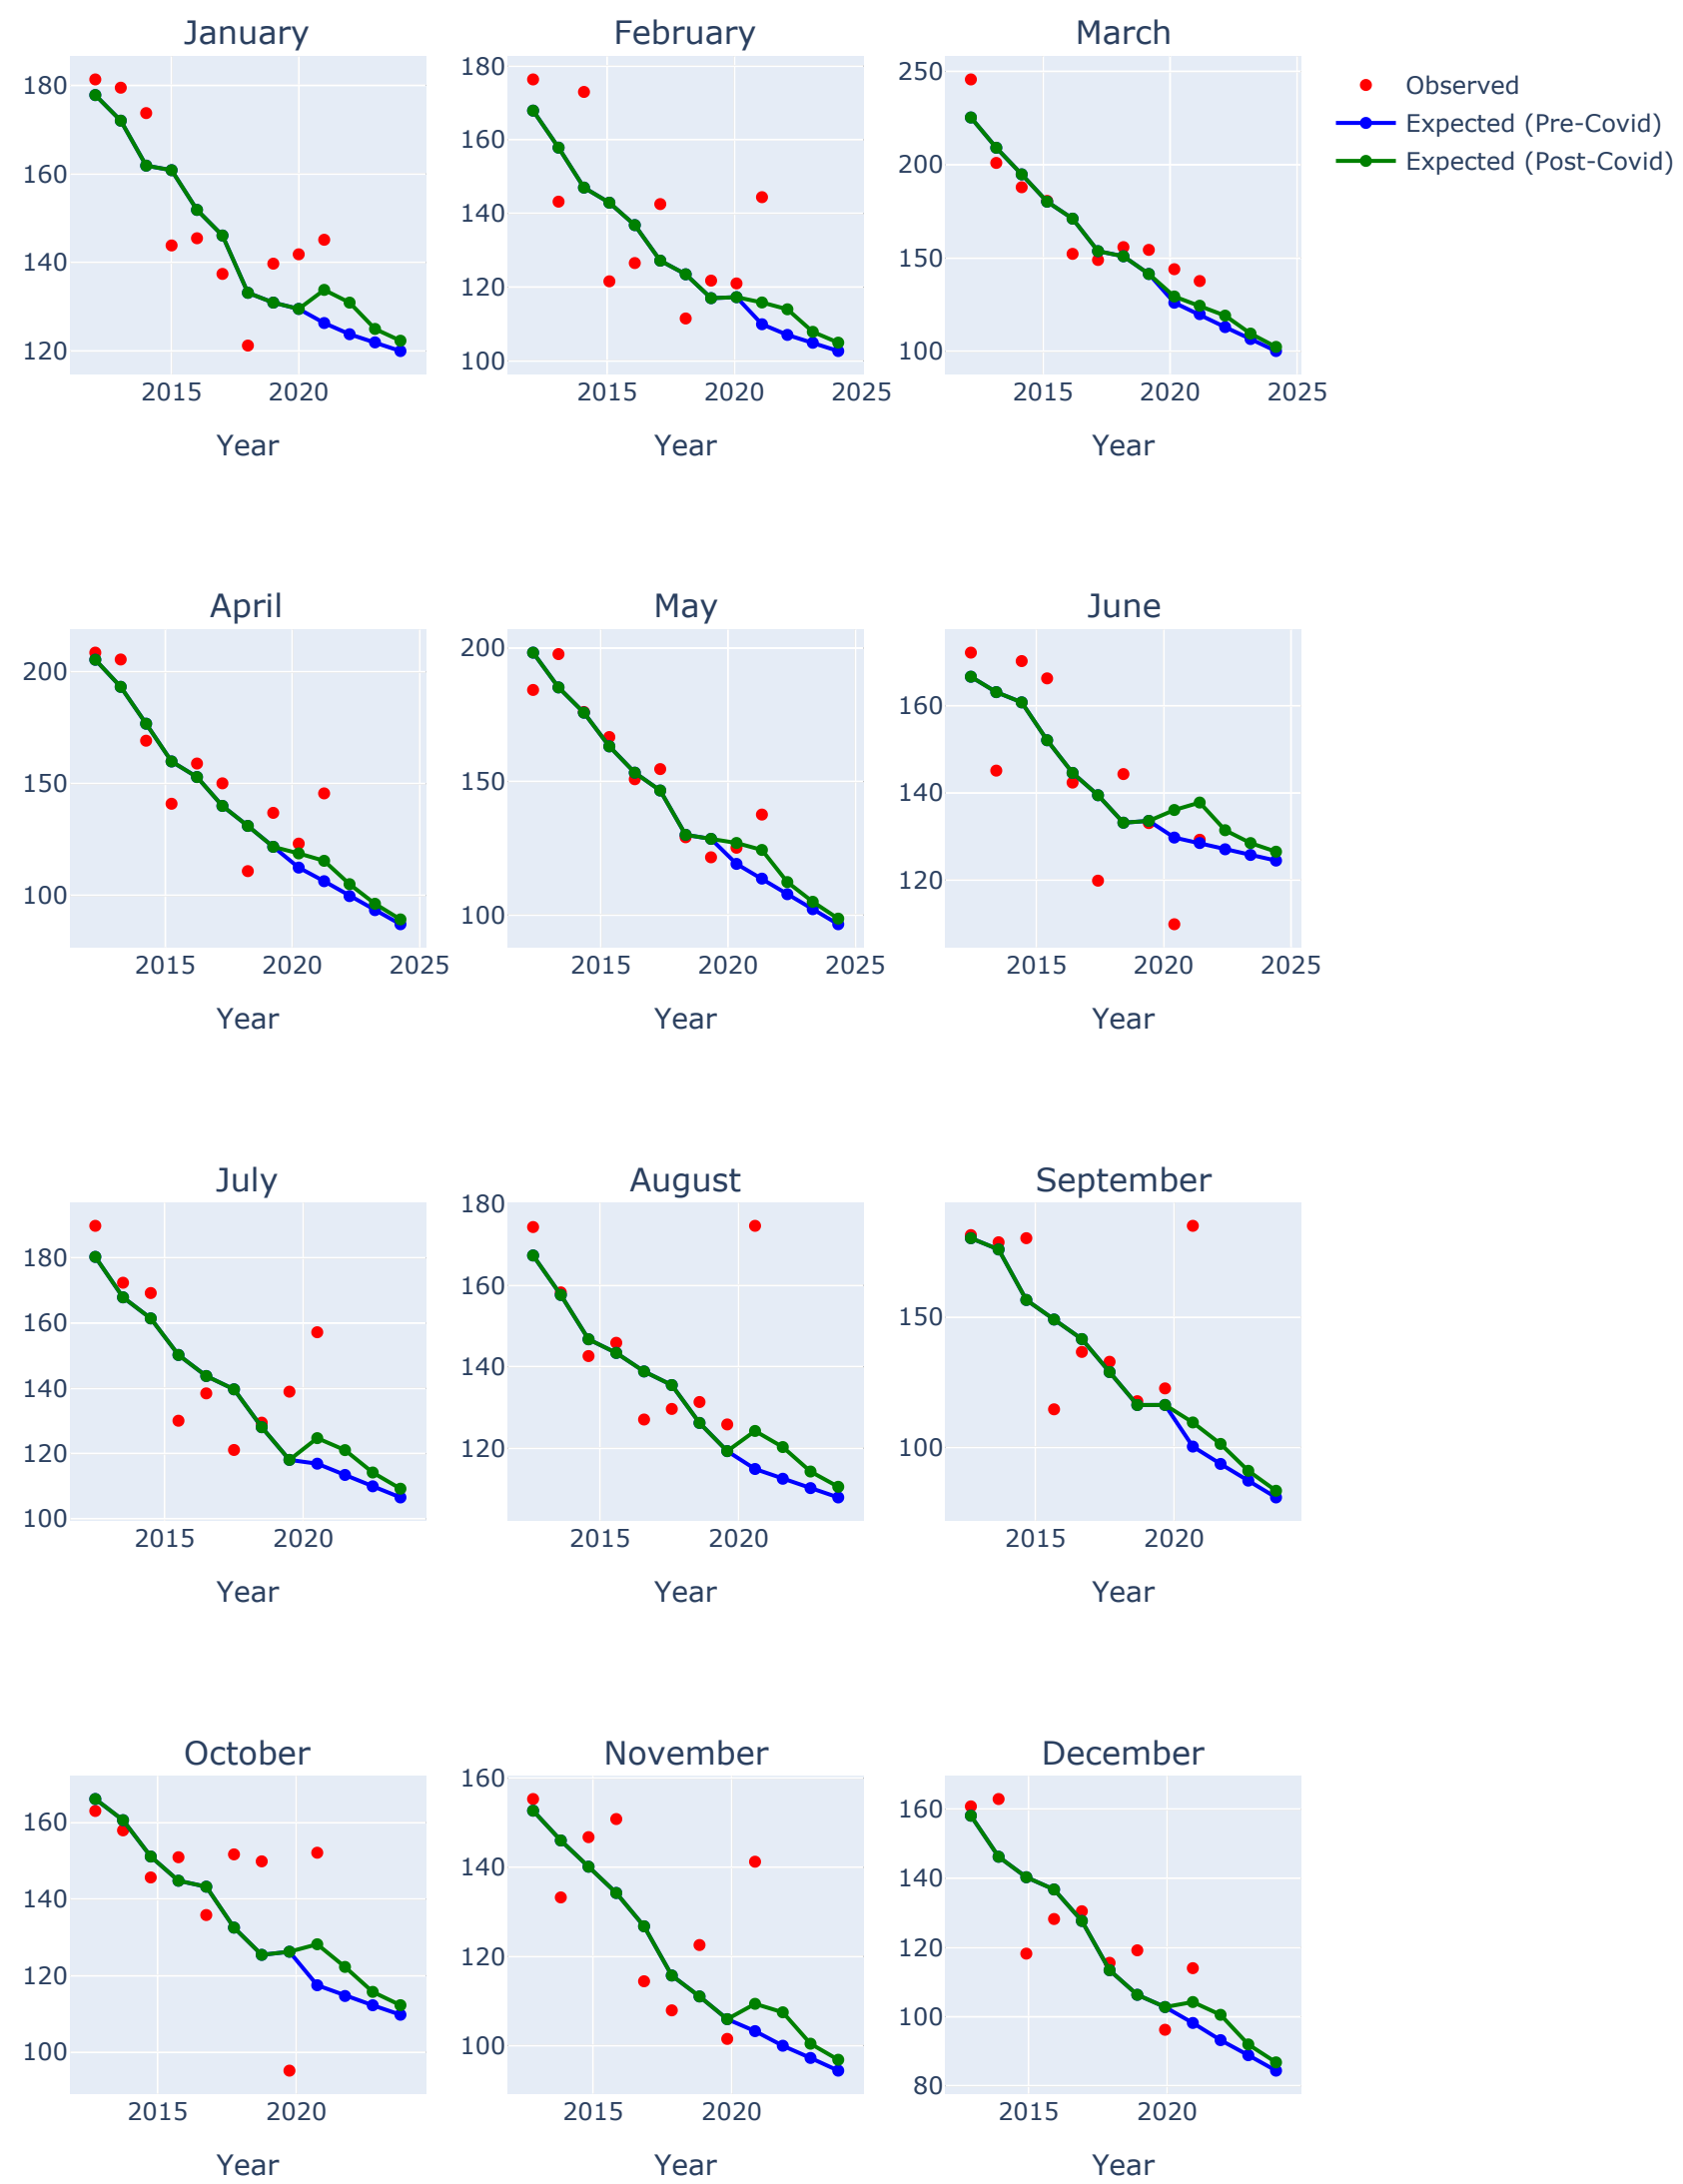 January
February
March
180
160
140
120
2015
2020
Year
180
160
140
120
100
2015
2020
2025
Year
250
200
150
100
2015
2020
2025
Year
Observed
Expected (Pre-Covid)
Expected (Post-Covid)
April
May
June
200
150
100
2015
2020
2025
Year
200
150
100
2015
2020
2025
Year
160
140
120
2015
2020
2025
Year
July
August
September
180
160
140
120
100
2015
2020
Year
180
160
140
120
2015
2020
Year
150
100
2015
2020
Year
October
November
December
160
140
120
100
2015
2020
Year
160
140
120
100
2015
2020
Year
160
140
120
100
80
2015
2020
Year